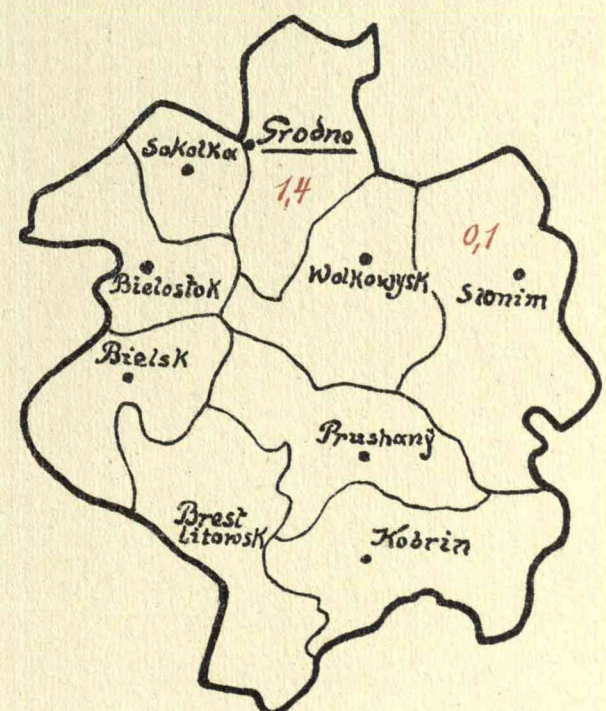 Grodno
Sokolka
1,4
0,1
Bielostok
Wolkowysk
Slonim
Bielsk
Prushany
Brest
Litowsk
Kobrin